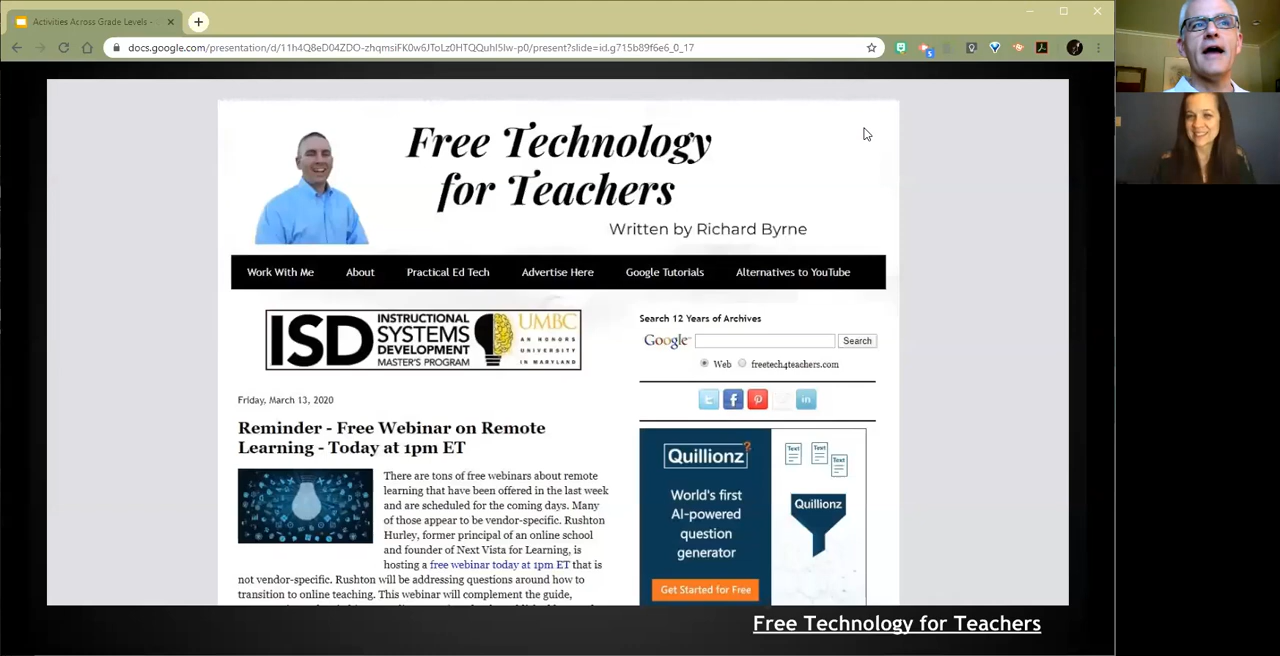 Activities Across Grade Levels -
docs.google.com/presentation/d/11h4Q8eD04ZDO-zhqmsiFK0w6JToLz0HTQQuhl5lw-p0/present?slide=id.g715b89f6e6_0_17
Free Technology
for Teachers
Written by Richard Byrne
Work With Me About Practical Ed Tech Advertise Here Google Tutorials Alternatives to YouTube
ISD INSTRUCTIONAL SYSTEMS DEVELOPMENT MASTER'S PROGRAM
UMBC
AN HONORS
UNIVERSITY
IN MARYLAND
Friday, March 13, 2020
Reminder - Free Webinar on Remote
Learning - Today at 1pm ET
There are tons of free webinars about remote
learning that have been offered in the last week
and are scheduled for the coming days. Many
of those appear to be vendor-specific. Rushton
Hurley, former principal of an online school
and founder of Next Vista for Learning, is
hosting a free webinar today at 1pm ET that is
not vendor-specific. Rushton will be addressing questions around how to
transition to online teaching. This webinar will complement the guide,
Search 12 Years of Archives
Google Search
Web freetech4teachers.com
Quillionz?
World's first
AI-powered
question
generator
Get Started for Free
Text
Text
Text
Quillionz
Free Technology for Teachers